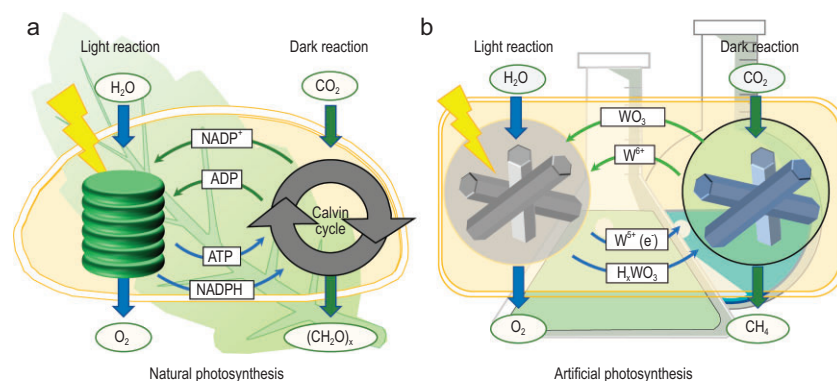 a
Light reaction
Dark reaction
H₂O
CO₂
NADP⁺
ADP
Calvin
cycle
ATP
NADPH
O₂
(CH₂O)ₓ
Natural photosynthesis
b
Light reaction
Dark reaction
H₂O
CO₂
WO₃
W⁶⁺
W⁵⁺ (e⁻)
HₓWO₃
O₂
CH₄
Artificial photosynthesis